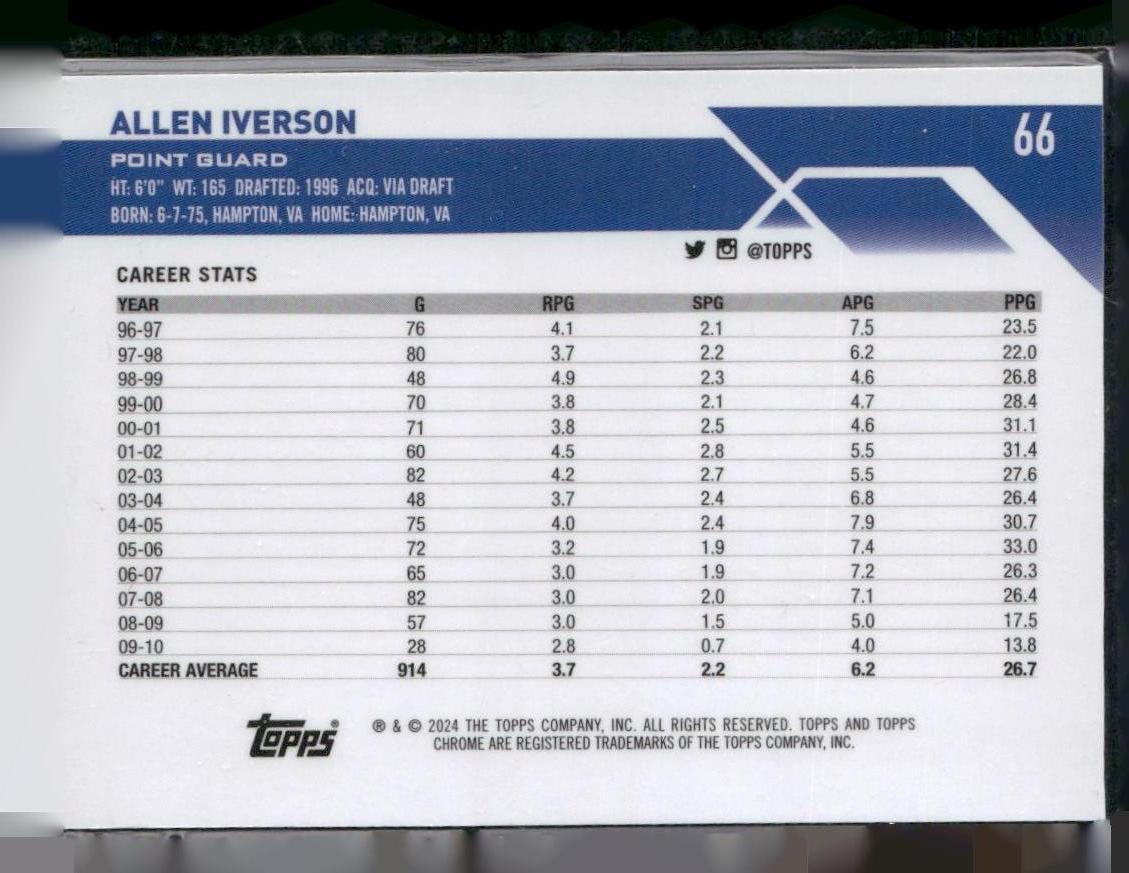 ALLEN IVERSON
66
POINT GUARD
HT: 6'0" WT: 165 DRAFTED: 1996 ACQ: VIA DRAFT
BORN: 6-7-75, HAMPTON, VA HOME: HAMPTON, VA
@TOPPS
CAREER STATS
YEAR G RPG SPG APG PPG
96-97 76 4.1 2.1 7.5 23.5
97-98 80 3.7 2.2 6.2 22.0
98-99 48 4.9 2.3 4.6 26.8
99-00 70 3.8 2.1 4.7 28.4
00-01 71 3.8 2.5 4.6 31.1
01-02 60 4.5 2.8 5.5 31.4
02-03 82 4.2 2.7 5.5 27.6
03-04 48 3.7 2.4 6.8 26.4
04-05 75 4.0 2.4 7.9 30.7
05-06 72 3.2 1.9 7.4 33.0
06-07 65 3.0 1.9 7.2 26.3
07-08 82 3.0 2.0 7.1 26.4
08-09 57 3.0 1.5 5.0 17.5
09-10 28 2.8 0.7 4.0 13.8
CAREER AVERAGE 914 3.7 2.2 6.2 26.7
topps®
® & © 2024 THE TOPPS COMPANY, INC. ALL RIGHTS RESERVED. TOPPS AND TOPPS
CHROME ARE REGISTERED TRADEMARKS OF THE TOPPS COMPANY, INC.